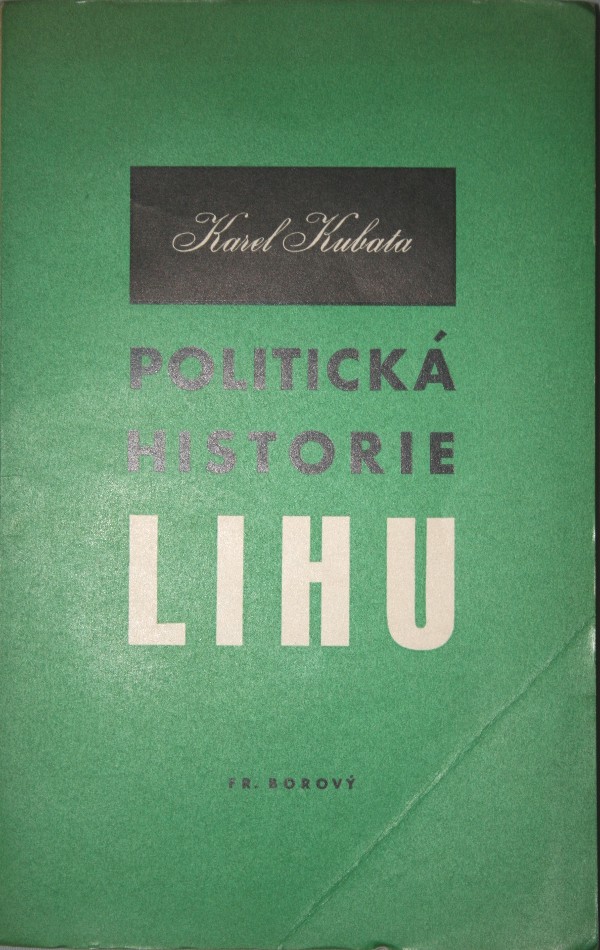 Karel Kubata
POLITICKÁ
HISTORIE
LIHU
FR. BOROVÝ